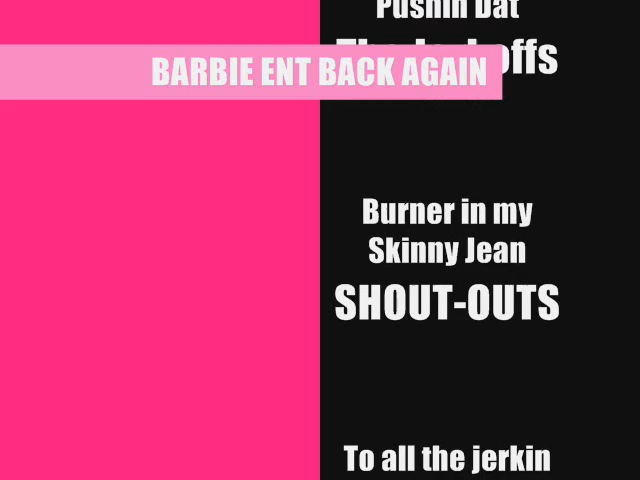 Pushin Dat
BARBIE ENT BACK AGAIN
Burner in my
Skinny Jean
SHOUT-OUTS
To all the jerkin